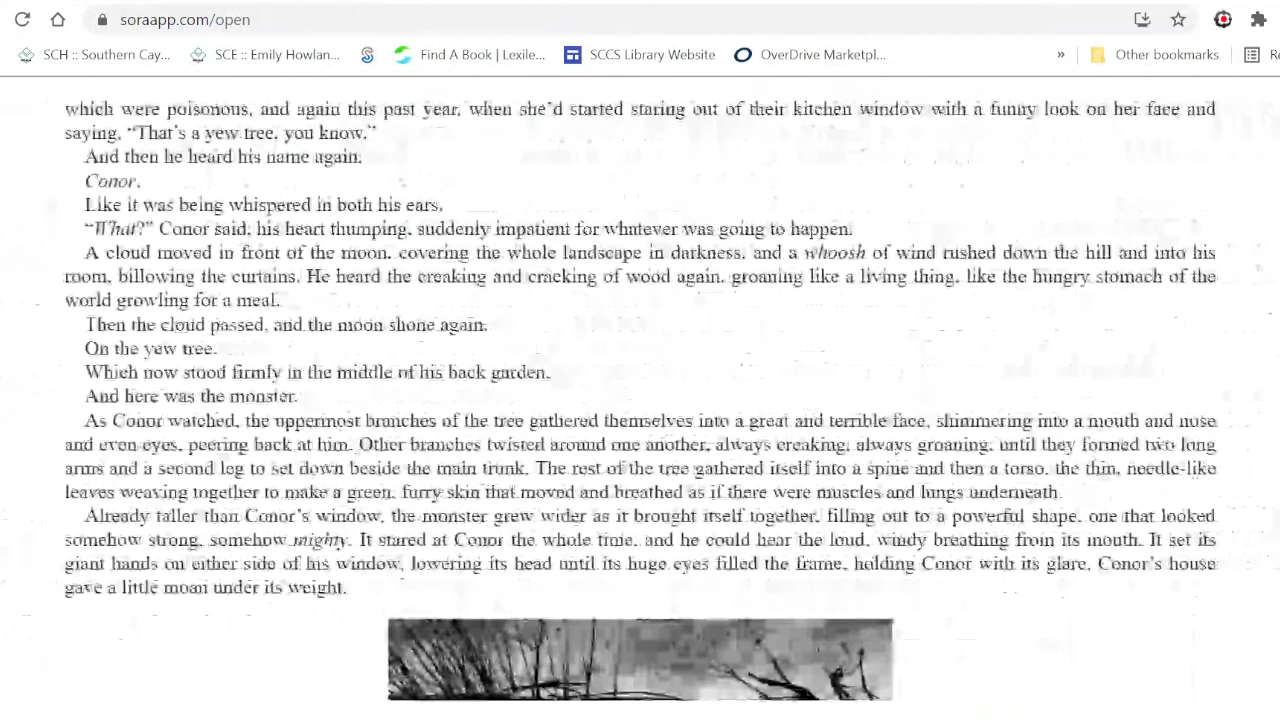 soraapp.com/open
SCH :: Southern Cay...
SCE :: Emily Howlan...
Find A Book | Lexile...
SCCS Library Website
OverDrive Marketpl...
»
Other bookmarks
which were poisonous, and again this past year, when she’d started staring out of their kitchen window with a funny look on her face and
saying, “That’s a yew tree, you know.”
And then he heard his name again.
Conor.
Like it was being whispered in both his ears.
“What?” Conor said, his heart thumping, suddenly impatient for whatever was going to happen.
A cloud moved in front of the moon, covering the whole landscape in darkness, and a whoosh of wind rushed down the hill and into his
room, billowing the curtains. He heard the creaking and cracking of wood again, groaning like a living thing, like the hungry stomach of the
world growling for a meal.
Then the cloud passed, and the moon shone again.
On the yew tree.
Which now stood firmly in the middle of his back garden.
And here was the monster.
As Conor watched, the uppermost branches of the tree gathered themselves into a great and terrible face, shimmering into a mouth and nose
and even eyes, peering back at him. Other branches twisted around one another, always creaking, always groaning, until they formed two long
arms and a second leg to set down beside the main trunk. The rest of the tree gathered itself into a spine and then a torso, the thin, needle-like
leaves weaving together to make a green, furry skin that moved and breathed as if there were muscles and lungs underneath.
Already taller than Conor’s window, the monster grew wider as it brought itself together, filling out to a powerful shape, one that looked
somehow strong, somehow mighty. It stared at Conor the whole time, and he could hear the loud, windy breathing from its mouth. It set its
giant hands on either side of his window, lowering its head until its huge eyes filled the frame, holding Conor with its glare. Conor’s house
gave a little moan under its weight.